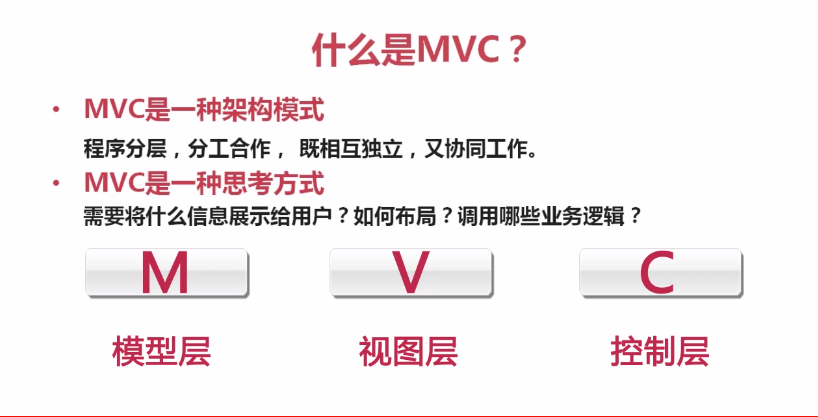 什么是MVC？
• MVC是一种架构模式
程序分层，分工合作， 既相互独立，又协同工作。
• MVC是一种思考方式
需要将什么信息展示给用户？如何布局？调用哪些业务逻辑？
M V C
模型层 视图层 控制层